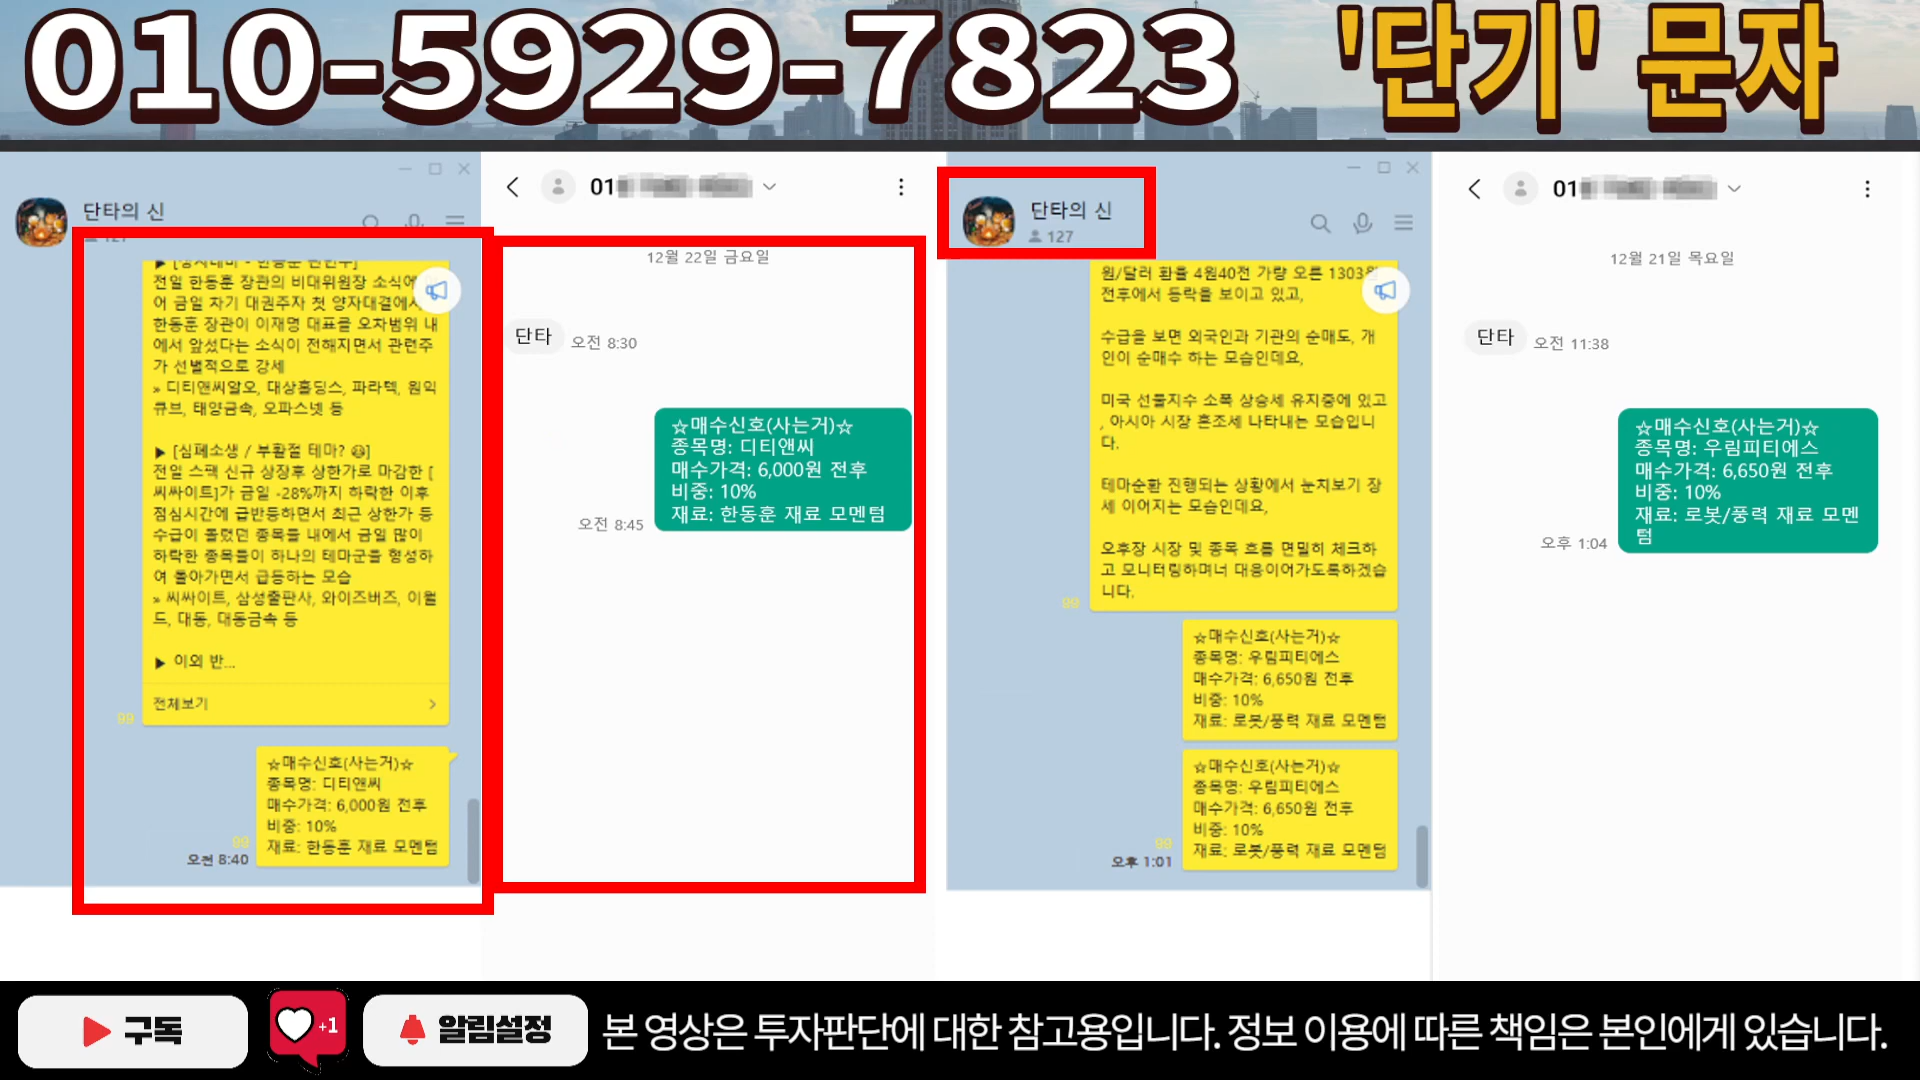 010-5929-7823 '단기' 문자
단타의 신
127
전일 한동훈 장관의 비대위원장 소식에
어 금일 차기 대권주자 첫 양자대결에서
한동훈 장관이 이재명 대표를 오차범위 내
에서 앞섰다는 소식이 전해지면서 관련주
가 선별적으로 강세
» 디티앤씨알오, 대상홀딩스, 파라텍, 원익
큐브, 태양금속, 오파스넷 등
▶ [심폐소생 / 부활절 테마? 😆]
전일 스팩 신규 상장후 상한가로 마감한 [
씨싸이트]가 금일 -28%까지 하락한 이후
점심시간에 급반등하면서 최근 상한가 등
수급이 몰렸던 종목들 내에서 금일 많이
하락한 종목들이 하나의 테마군을 형성하
여 돌아가면서 급등하는 모습
» 씨싸이트, 삼성출판사, 와이즈버즈, 이월
드, 대동, 대동금속 등
▶ 이외 반...
전체보기
99
☆매수신호(사는거)☆
종목명: 디티앤씨
매수가격: 6,000원 전후
비중: 10%
재료: 한동훈 재료 모멘텀
99
오전 8:40
01
12월 22일 금요일
단타
오전 8:30
☆매수신호(사는거)☆
종목명: 디티앤씨
매수가격: 6,000원 전후
비중: 10%
재료: 한동훈 재료 모멘텀
오전 8:45
단타의 신
127
원/달러 환율 4원40전 가량 오른 1303원
전후에서 등락을 보이고 있고,
수급을 보면 외국인과 기관의 순매도, 개
인이 순매수 하는 모습인데요,
미국 선물지수 소폭 상승세 유지중에 있고
, 아시아 시장 혼조세 나타내는 모습입니
다.
테마순환 진행되는 상황에서 눈치보기 장
세 이어지는 모습인데요,
오후장 시장 및 종목 흐름 면밀히 체크하
고 모니터링하며너 대응이어가도록하겠습
니다.
99
☆매수신호(사는거)☆
종목명: 우림피티에스
매수가격: 6,650원 전후
비중: 10%
재료: 로봇/풍력 재료 모멘텀
☆매수신호(사는거)☆
종목명: 우림피티에스
매수가격: 6,650원 전후
비중: 10%
재료: 로봇/풍력 재료 모멘텀
99
오후 1:01
01
12월 21일 목요일
단타
오전 11:38
☆매수신호(사는거)☆
종목명: 우림피티에스
매수가격: 6,650원 전후
비중: 10%
재료: 로봇/풍력 재료 모멘
텀
오후 1:04
구독
+1
알림설정
본 영상은 투자판단에 대한 참고용입니다. 정보 이용에 따른 책임은 본인에게 있습니다.